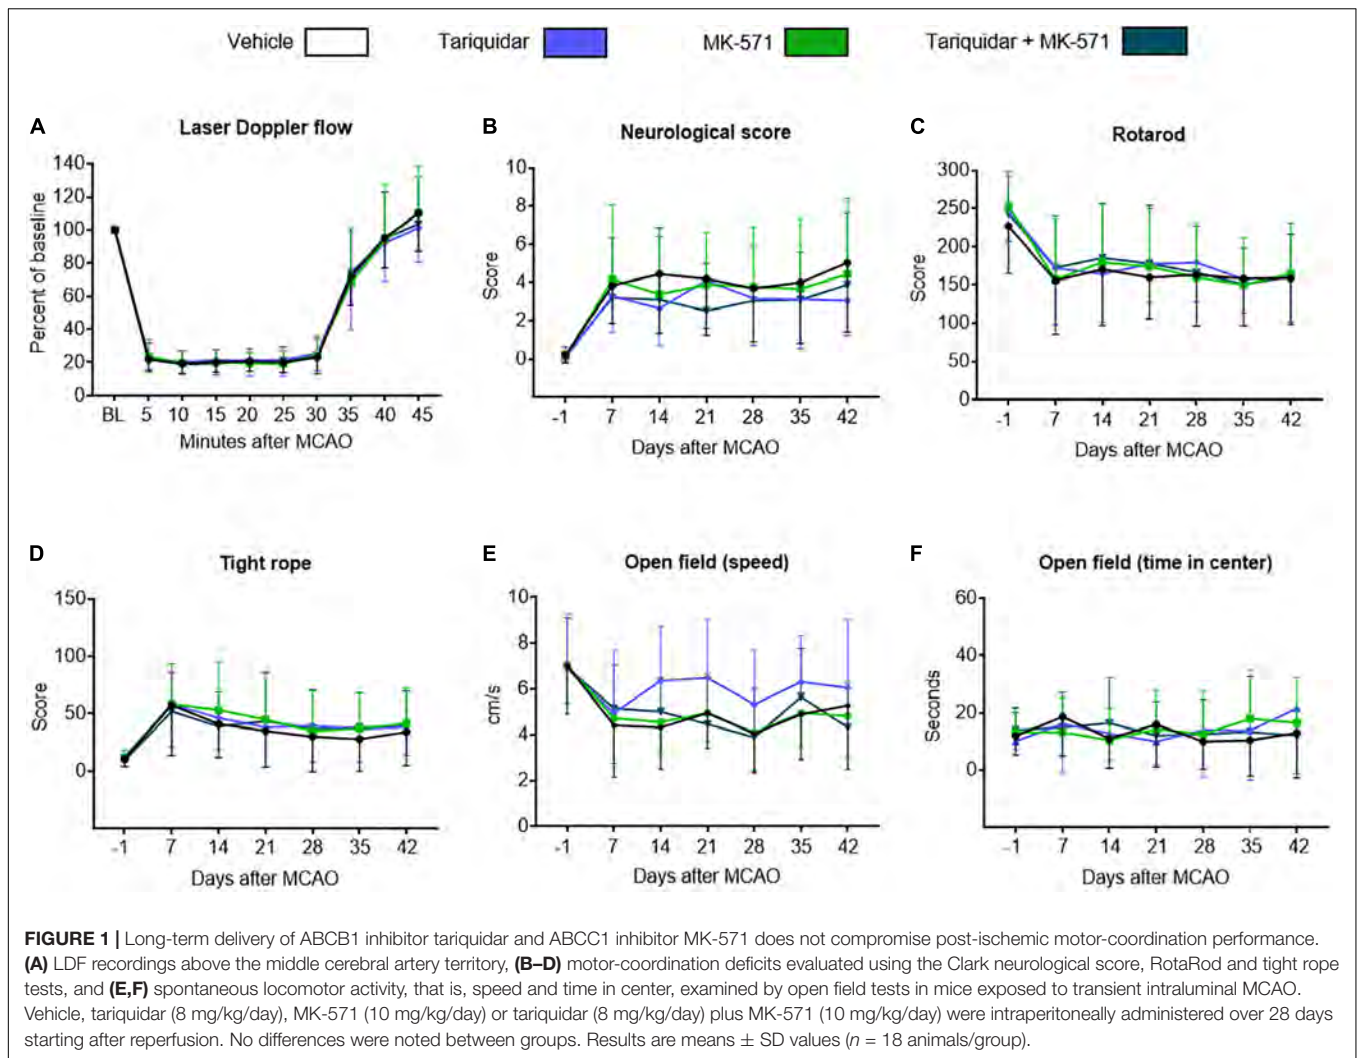 Vehicle Tariquidar MK-571 Tariquidar + MK-571
A Laser Doppler flow
140
120
100
80
60
40
20
0
Percent of baseline
BL 5 10 15 20 25 30 35 40 45
Minutes after MCAO
B Neurological score
10
8
6
4
2
0
Score
-1 7 14 21 28 35 42
Days after MCAO
C Rotarod
300
250
200
150
100
50
0
Score
-1 7 14 21 28 35 42
Days after MCAO
D Tight rope
150
100
50
0
Score
-1 7 14 21 28 35 42
Days after MCAO
E Open field (speed)
10
8
6
4
2
0
cm/s
-1 7 14 21 28 35 42
Days after MCAO
F Open field (time in center)
60
40
20
0
Seconds
-1 7 14 21 28 35 42
Days after MCAO
FIGURE 1 | Long-term delivery of ABCB1 inhibitor tariquidar and ABCC1 inhibitor MK-571 does not compromise post-ischemic motor-coordination performance.
(A) LDF recordings above the middle cerebral artery territory, (B–D) motor-coordination deficits evaluated using the Clark neurological score, RotaRod and tight rope
tests, and (E,F) spontaneous locomotor activity, that is, speed and time in center, examined by open field tests in mice exposed to transient intraluminal MCAO.
Vehicle, tariquidar (8 mg/kg/day), MK-571 (10 mg/kg/day) or tariquidar (8 mg/kg/day) plus MK-571 (10 mg/kg/day) were intraperitoneally administered over 28 days
starting after reperfusion. No differences were noted between groups. Results are means ± SD values (n = 18 animals/group).